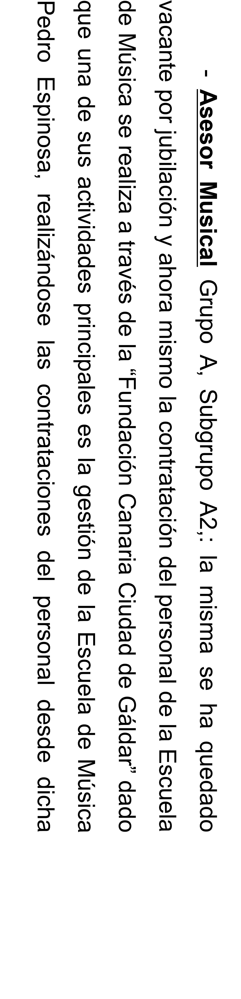 - Asesor Musical Grupo A, Subgrupo A2,: la misma se ha quedado
vacante por jubilación y ahora mismo la contratación del personal de la Escuela
de Música se realiza a través de la “Fundación Canaria Ciudad de Gáldar” dado
que una de sus actividades principales es la gestión de la Escuela de Música
Pedro Espinosa, realizándose las contrataciones del personal desde dicha